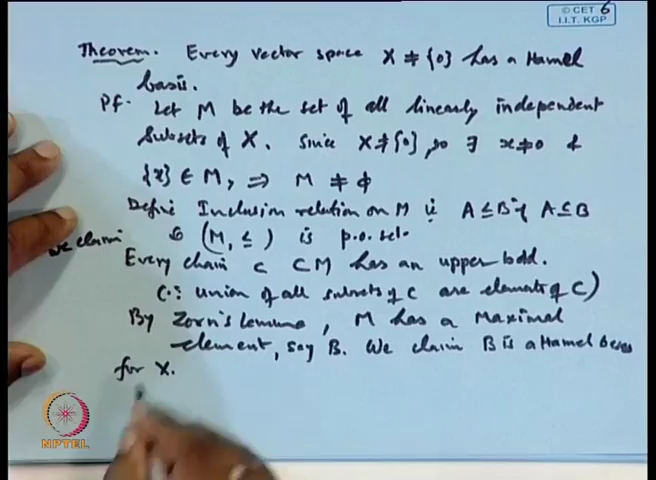 © CET 6
I.I.T. KGP
Theorem. Every vector space X ≠ {0} has a Hamel
basis.
Pf. Let M be the set of all linearly independent
Subsets of X. Since X ≠ {0}, so ∃ x ≠ 0 &
{x} ∈ M, ⇒ M ≠ φ
Define Inclusion relation on M ie A ≤ B if A ⊆ B
so (M, ≤) is p.o. set.
We claim
Every chain C ⊂ M has an upper bdd.
(∵ union of all subsets of C are elements of C)
By Zorn's Lemma, M has a Maximal
element, say B. We claim B is a Hamel basis
for X.
NPTEL